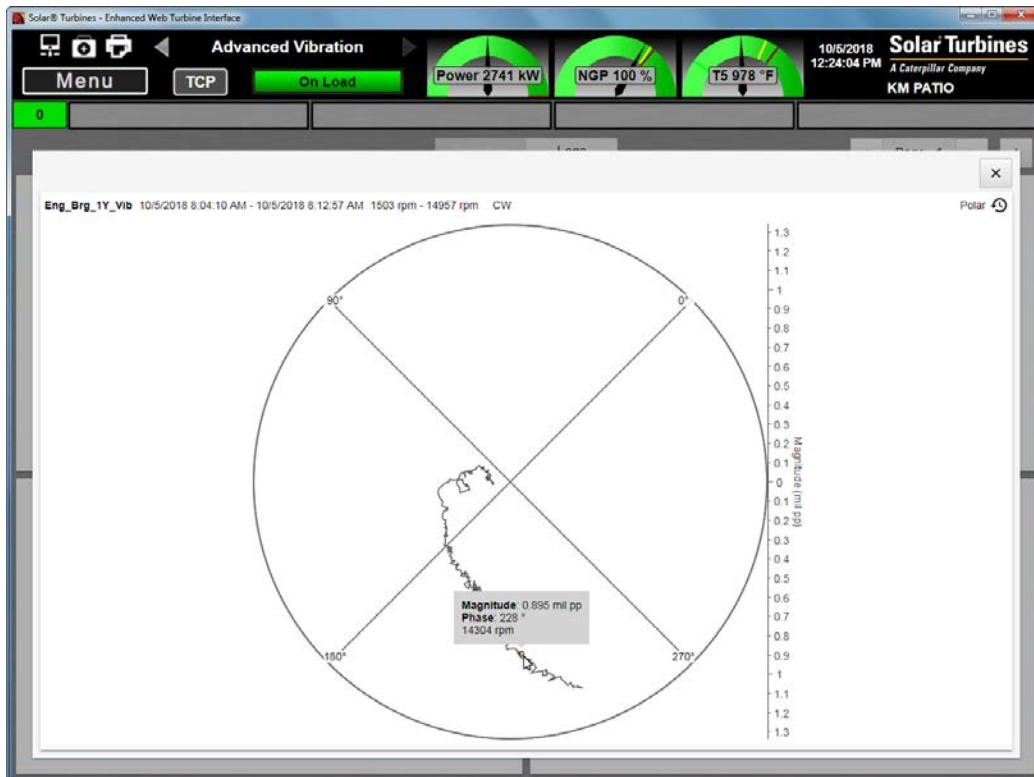 Solar® Turbines - Enhanced Web Turbine Interface
Advanced Vibration
Menu
TCP
On Load
Power 2741 kW
NGP 100 %
T5 978 °F
10/5/2018
12:24:04 PM
Solar Turbines
A Caterpillar Company
KM PATIO
0
×
Eng_Brg_1Y_Vib 10/5/2018 8:04:10 AM - 10/5/2018 8:12:57 AM 1503 rpm - 14957 rpm CW
Polar
90°
0°
180°
270°
Magnitude: 0.895 mil pp
Phase: 228 °
14304 rpm
1.3
1.2
1.1
1
0.9
0.8
0.7
0.6
0.5
0.4
0.3
0.2
0.1
0
0.1
0.2
0.3
0.4
0.5
0.6
0.7
0.8
0.9
1
1.1
1.2
1.3
Magnitude (mil pp)